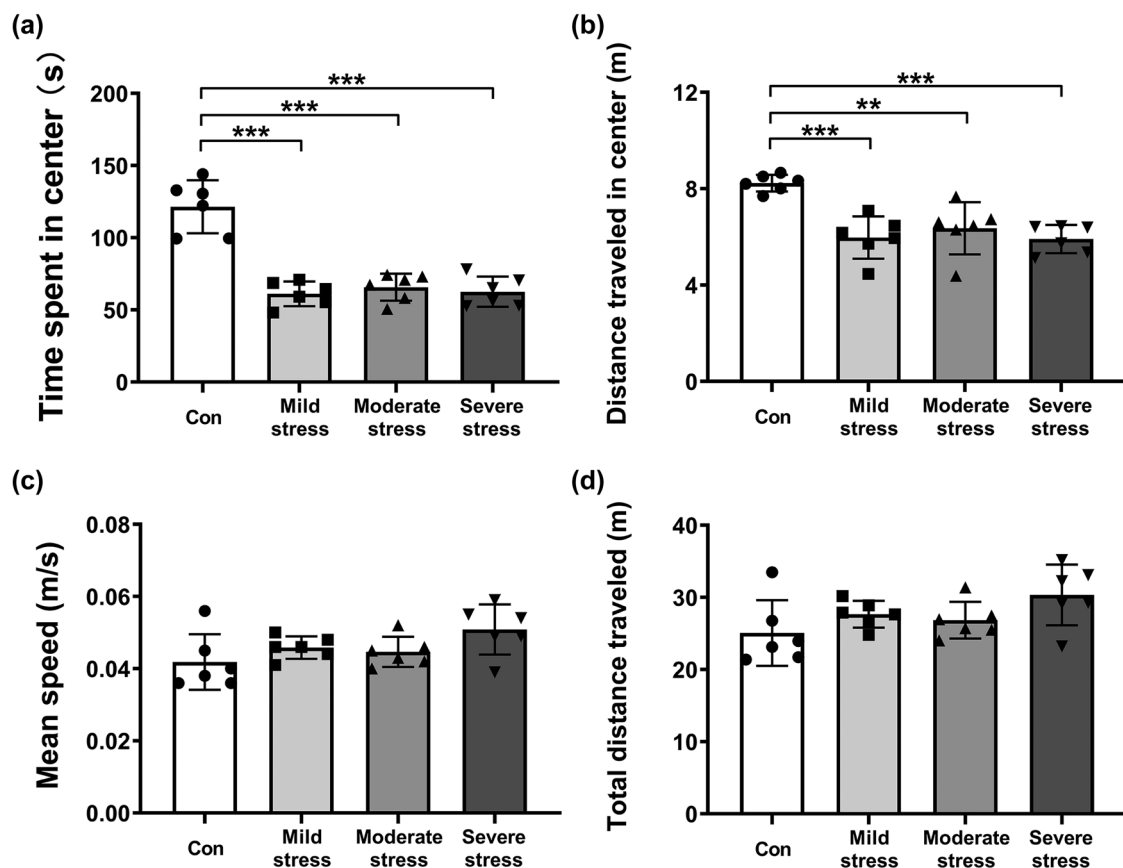 (a)
Time spent in center (s)
200
150
100
50
0
***
***
***
Con
Mild
stress
Moderate
stress
Severe
stress
(b)
Distance traveled in center (m)
12
8
4
0
***
**
***
Con
Mild
stress
Moderate
stress
Severe
stress
(c)
Mean speed (m/s)
0.08
0.06
0.04
0.02
0.00
Con
Mild
stress
Moderate
stress
Severe
stress
(d)
Total distance traveled (m)
40
30
20
10
0
Con
Mild
stress
Moderate
stress
Severe
stress